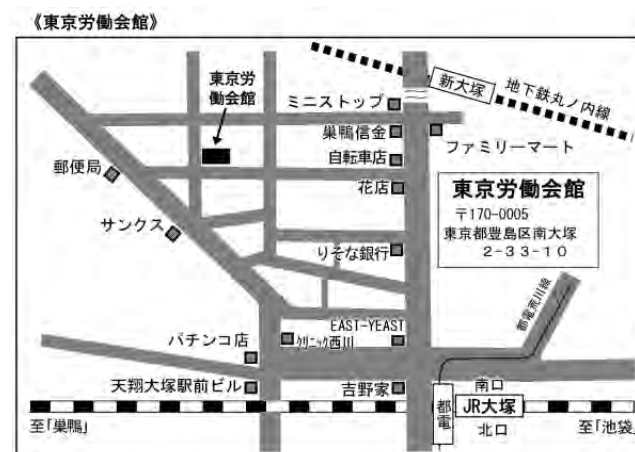 《東京労働会館》
東京労
働会館
新大塚
地下鉄丸ノ内線
ミニストップ
巣鴨信金
ファミリーマート
自転車店
郵便局
花店
東京労働会館
〒170-0005
東京都豊島区南大塚
2-33-10
サンクス
りそな銀行
都電荒川線
EAST-YEAST
パチンコ店
クリニック西川
天翔大塚駅前ビル
吉野家
都電
南口
JR大塚
北口
至「巣鴨」
至「池袋」